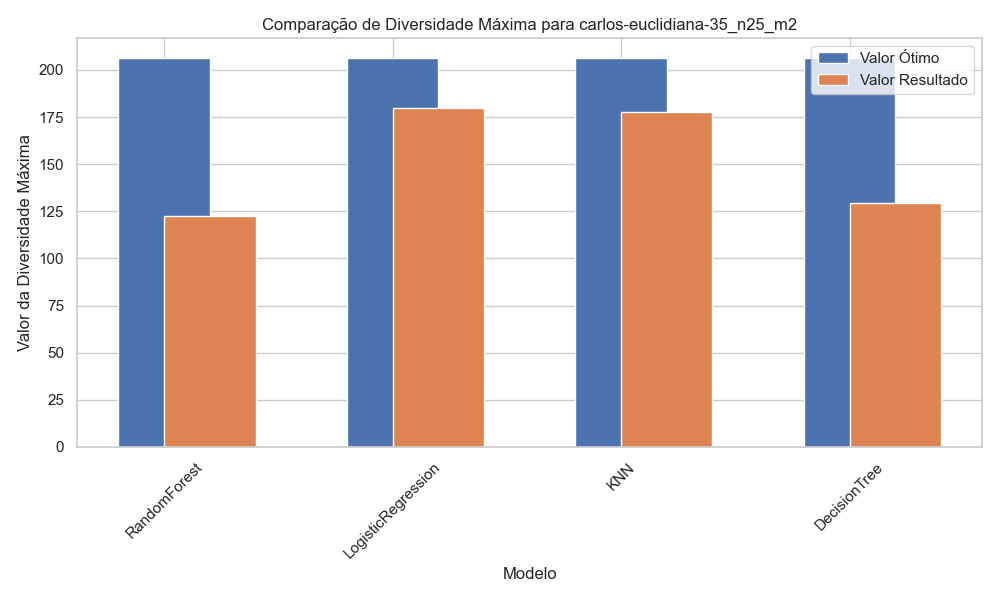 Comparação de Diversidade Máxima para carlos-euclidiana-35_n25_m2
Valor Ótimo
Valor Resultado
Valor da Diversidade Máxima
200
175
150
125
100
75
50
25
0
RandomForest
LogisticRegression
KNN
DecisionTree
Modelo